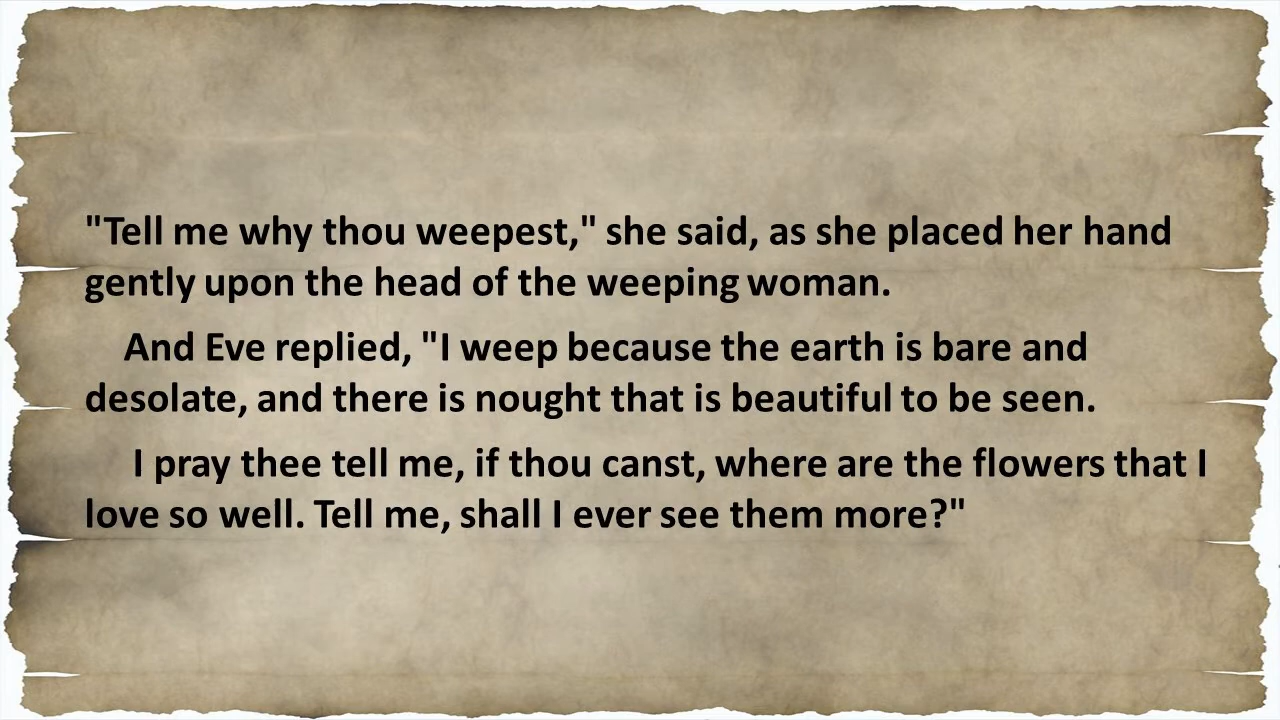 "Tell me why thou weepest," she said, as she placed her hand
gently upon the head of the weeping woman.
And Eve replied, "I weep because the earth is bare and
desolate, and there is nought that is beautiful to be seen.
I pray thee tell me, if thou canst, where are the flowers that I
love so well. Tell me, shall I ever see them more?"